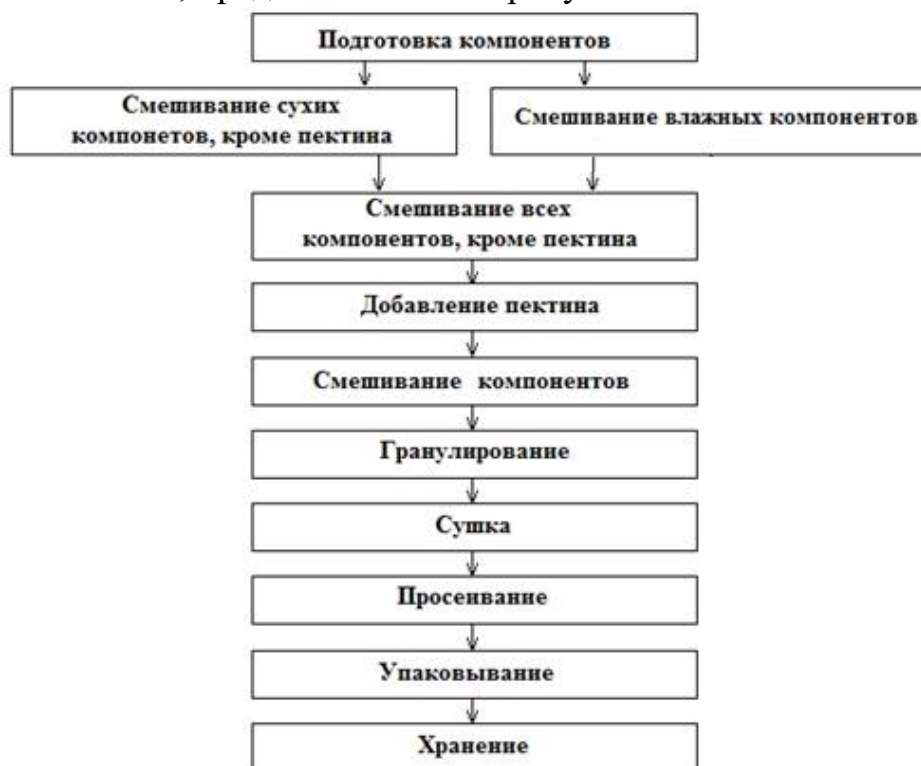 Подготовка компонентов
Смешивание сухих
компонетов, кроме пектина
Смешивание влажных компонентов
Смешивание всех
компонентов, кроме пектина
Добавление пектина
Смешивание компонентов
Гранулирование
Сушка
Просеивание
Упаковывание
Хранение